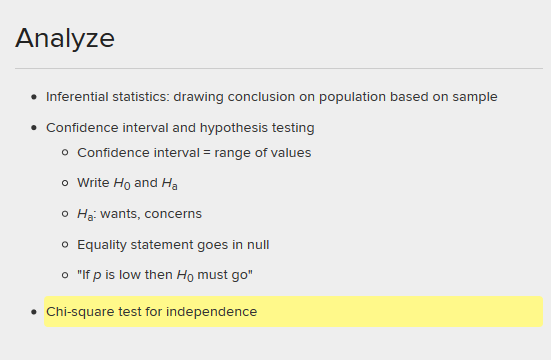 Analyze
Inferential statistics: drawing conclusion on population based on sample
Confidence interval and hypothesis testing
Confidence interval = range of values
Write H₀ and Hₐ
Hₐ: wants, concerns
Equality statement goes in null
"If p is low then H₀ must go"
Chi-square test for independence